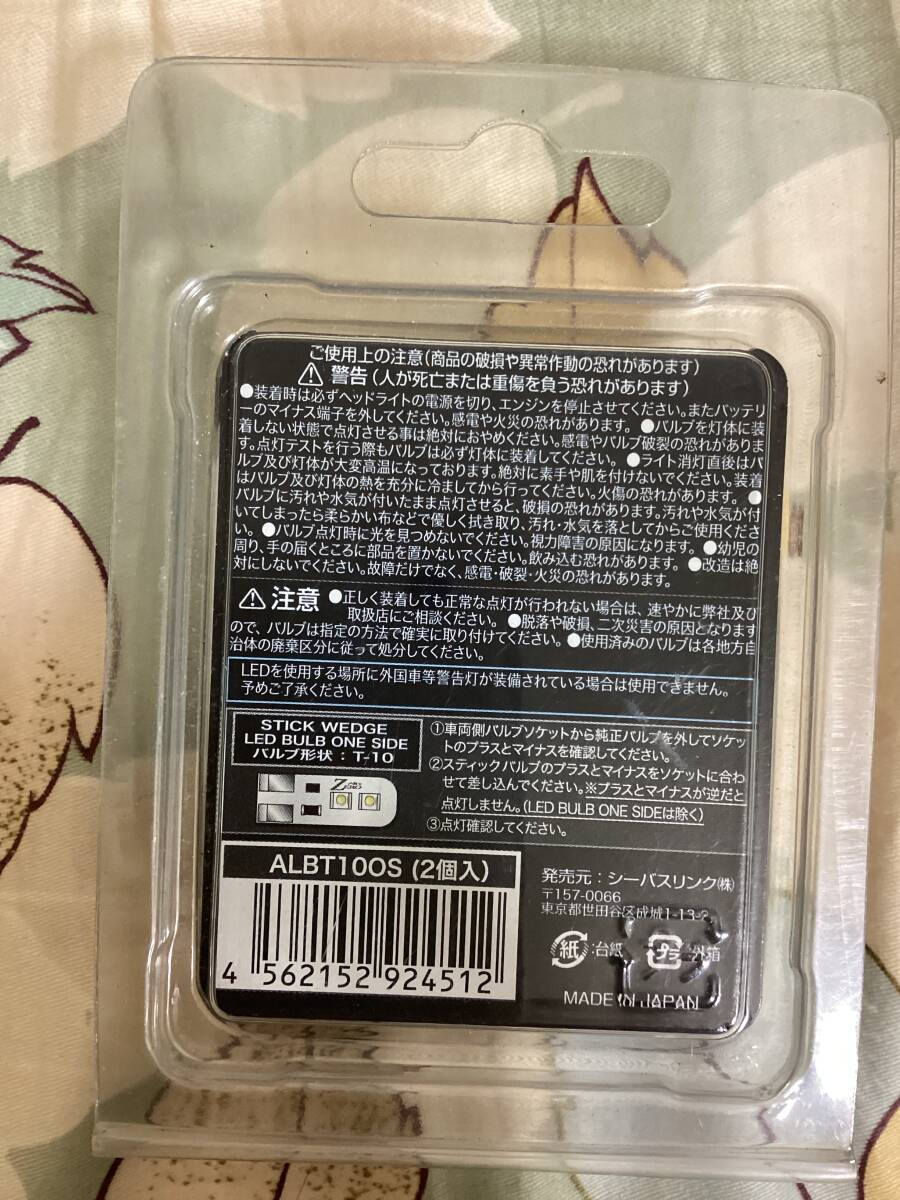 ご使用上の注意(商品の破損や異常作動の恐れがあります)
⚠ 警告(人が死亡または重傷を負う恐れがあります)
●装着時は必ずヘッドライトの電源を切り、エンジンを停止させてください。またバッテリ
ーのマイナス端子を外してください。感電や火災の恐れがあります。 ●バルブを灯体に装
着しない状態で点灯させる事は絶対におやめください。感電やバルブ破裂の恐れがありま
す。点灯テストを行う際もバルブは必ず灯体に装着してください。 ●ライト消灯直後はバ
ルブ及び灯体が大変高温になっております。絶対に素手や肌を付けないでください。装着
はバルブ及び灯体の熱を充分に冷ましてから行ってください。火傷の恐れがあります。 ●
バルブに汚れや水気が付いたまま点灯させると、破損の恐れがあります。汚れや水気が付
いてしまったら柔らかい布などで優しく拭き取り、汚れ・水気を落としてからご使用くださ
い。 ●バルブ点灯時に光を見つめないでください。視力障害の原因になります。 ●幼児の
周り、手の届くところに部品を置かないでください。飲み込む恐れがあります。 ●改造は絶
対にしないでください。故障だけでなく、感電・破裂・火災の恐れがあります。
⚠ 注意 ●正しく装着しても正常な点灯が行われない場合は、速やかに弊社及び
取扱店にご相談ください。 ●脱落や破損、二次災害の原因となります
ので、バルブは指定の方法で確実に取り付けてください。 ●使用済みのバルブは各地方自
治体の廃棄区分に従って処分してください。
LEDを使用する場所に外国車等警告灯が装備されている場合は使用できません。
予めご了承ください。
STICK WEDGE
LED BULB ONE SIDE
バルブ形状：T-10
①車両側バルブソケットから純正バルブを外してソケッ
トのプラスとマイナスを確認してください。
②スティックバルブのプラスとマイナスをソケットに合わ
せて差し込んでください。※プラスとマイナスが逆だと
点灯しません。(LED BULB ONE SIDEは除く)
③点灯確認してください。
ALBT10OS (2個入)
4 562152 924512
発売元：シーバスリンク㈱
〒157-0066
東京都世田谷区成城1-13-2
紙：台紙 プラ：外箱
MADE IN JAPAN